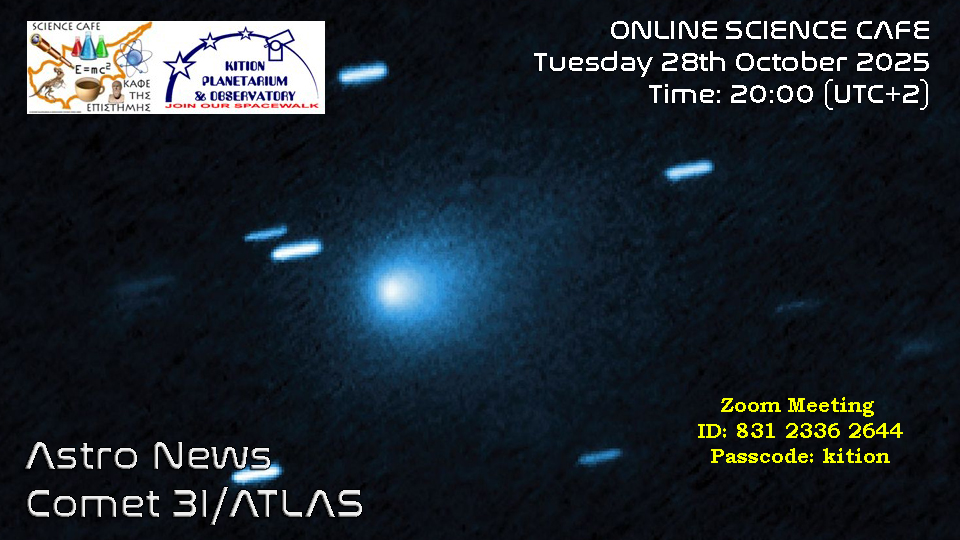 SCIENCE CAFE
E=mc²
ΚΑΦΕ
ΤΗΣ
ΕΠΙΣΤΗΜΗΣ
KITION
PLANETARIUM
& OBSERVATORY
JOIN OUR SPACEWALK
ONLINE SCIENCE CAFE
Tuesday 28th October 2025
Time: 20:00 (UTC+2)
Zoom Meeting
ID: 831 2336 2644
Passcode: kition
Astro News
Comet 3I/ATLAS